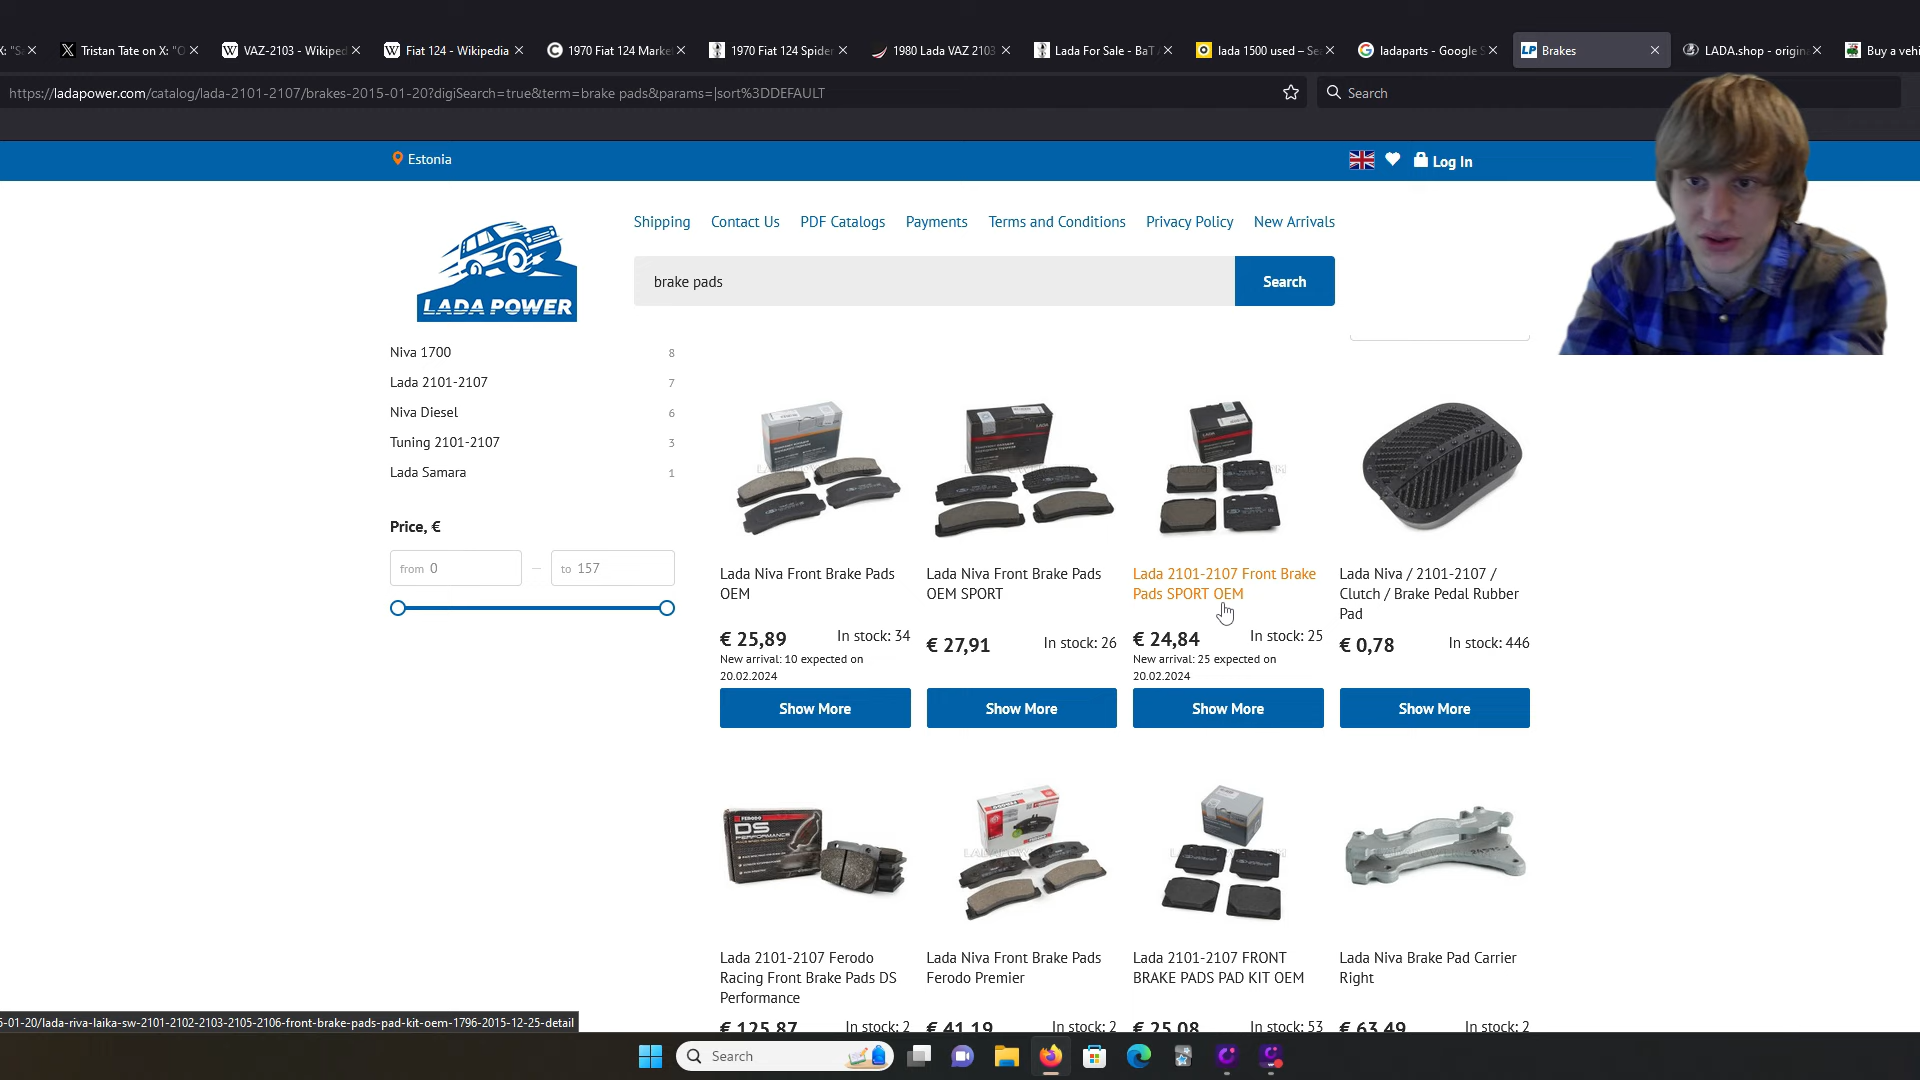 X: "S
Tristan Tate on X: "O
VAZ-2103 - Wikiped
Fiat 124 - Wikipedia
1970 Fiat 124 Marke
1970 Fiat 124 Spider
1980 Lada VAZ 2103
Lada For Sale - BaT
lada 1500 used – Se
ladaparts - Google S
LP Brakes
LADA.shop - origin
Buy a vehi
https://ladapower.com/catalog/lada-2101-2107/brakes-2015-01-20?digiSearch=true&term=brake pads&params=|sort%3DDEFAULT
Search
Estonia
Log In
Shipping Contact Us PDF Catalogs Payments Terms and Conditions Privacy Policy New Arrivals
LADA POWER
brake pads
Search
Niva 1700 8
Lada 2101-2107 7
Niva Diesel 6
Tuning 2101-2107 3
Lada Samara 1
Price, €
from 0 – to 157
Lada Niva Front Brake Pads
OEM
€ 25,89 In stock: 34
New arrival: 10 expected on
20.02.2024
Show More
Lada Niva Front Brake Pads
OEM SPORT
€ 27,91 In stock: 26
Show More
Lada 2101-2107 Front Brake
Pads SPORT OEM
€ 24,84 In stock: 25
New arrival: 25 expected on
20.02.2024
Show More
Lada Niva / 2101-2107 /
Clutch / Brake Pedal Rubber
Pad
€ 0,78 In stock: 446
Show More
FERODO
DS
PERFORMANCE
Lada 2101-2107 Ferodo
Racing Front Brake Pads DS
Performance
€ 125,87 In stock: 2
Lada Niva Front Brake Pads
Ferodo Premier
€ 41,19 In stock: 2
Lada 2101-2107 FRONT
BRAKE PADS PAD KIT OEM
€ 25,08 In stock: 53
Lada Niva Brake Pad Carrier
Right
€ 63,49 In stock: 2
5-01-20/lada-riva-laika-sw-2101-2102-2103-2105-2106-front-brake-pads-pad-kit-oem-1796-2015-12-25-detail
Search